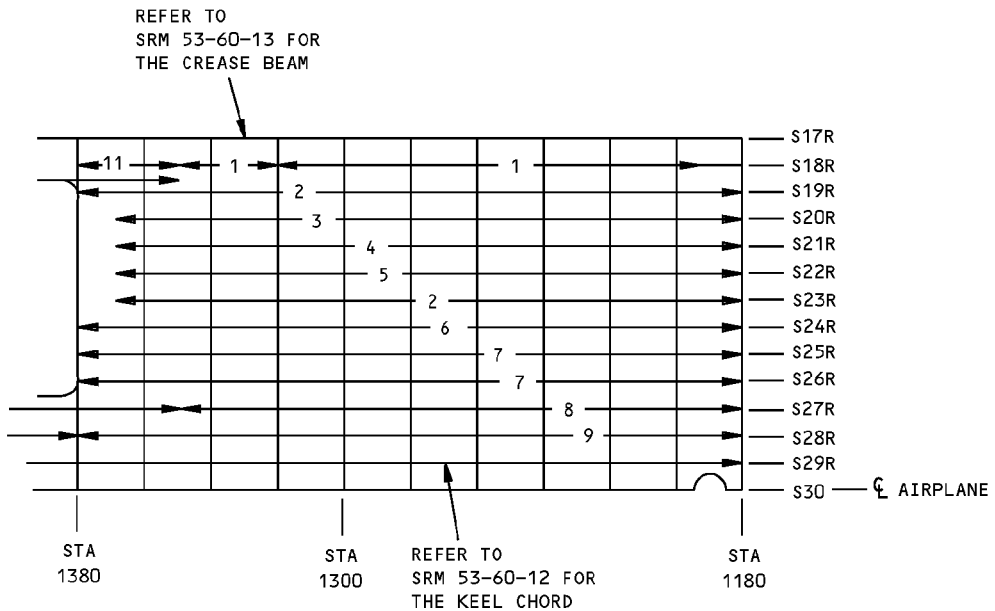 REFER TO
SRM 53-60-13 FOR
THE CREASE BEAM
S17R
11 1 1 S18R
2 S19R
3 S20R
4 S21R
5 S22R
2 S23R
6 S24R
7 S25R
7 S26R
8 S27R
9 S28R
S29R
S30 ℄ AIRPLANE
STA
1380
STA
1300
REFER TO
SRM 53-60-12 FOR
THE KEEL CHORD
STA
1180